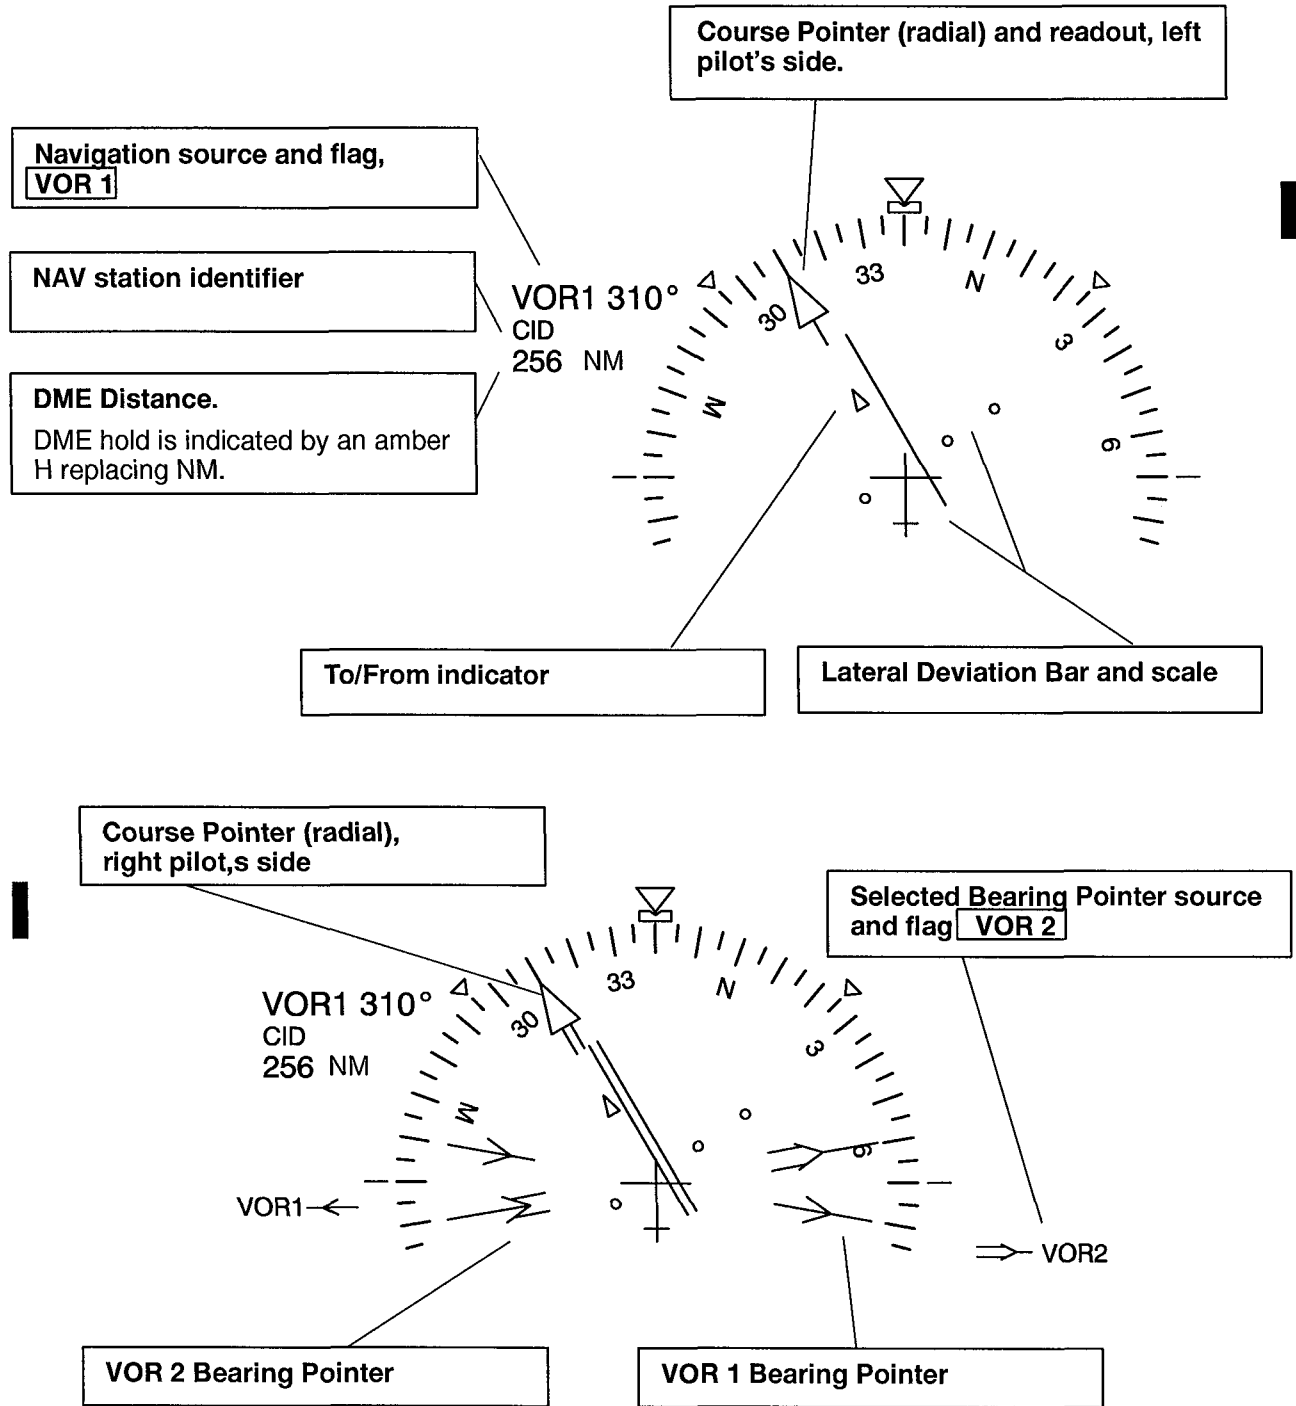 Course Pointer (radial) and readout, left
pilot's side.
Navigation source and flag,
VOR 1
NAV station identifier
VOR1 310°
CID
256 NM
DME Distance.
DME hold is indicated by an amber
H replacing NM.
W
30
33
N
3
6
To/From indicator
Lateral Deviation Bar and scale
Course Pointer (radial),
right pilot,s side
Selected Bearing Pointer source
and flag VOR 2
VOR1 310°
CID
256 NM
W
30
33
N
3
6
VOR1
VOR2
VOR 2 Bearing Pointer
VOR 1 Bearing Pointer